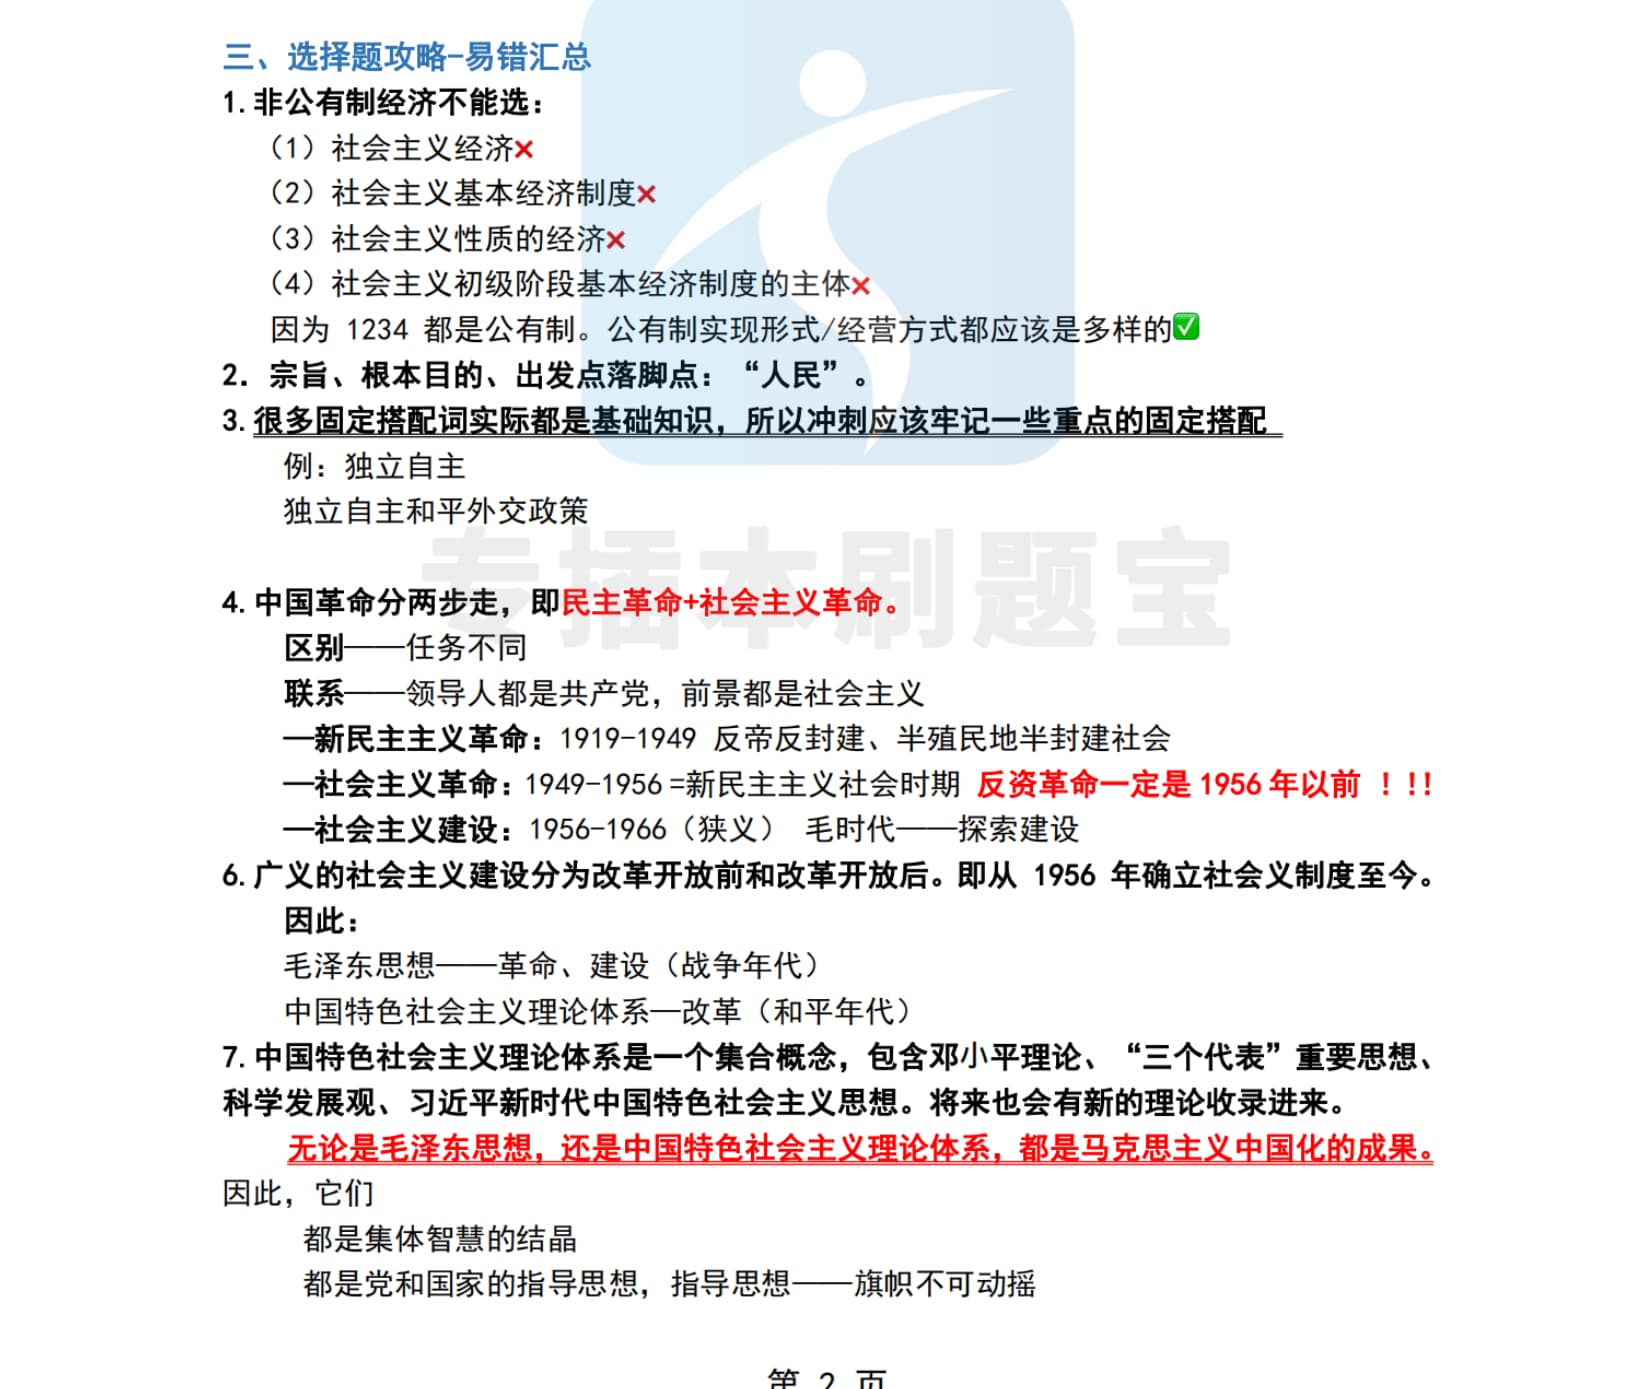 三、选择题攻略-易错汇总
1.非公有制经济不能选：
（1）社会主义经济❌
（2）社会主义基本经济制度❌
（3）社会主义性质的经济❌
（4）社会主义初级阶段基本经济制度的主体❌
因为 1234 都是公有制。公有制实现形式/经营方式都应该是多样的✅
2. 宗旨、根本目的、出发点落脚点：“人民”。
3.很多固定搭配词实际都是基础知识，所以冲刺应该牢记一些重点的固定搭配
例：独立自主
独立自主和平外交政策
专插本刷题宝
4.中国革命分两步走，即民主革命+社会主义革命。
区别——任务不同
联系——领导人都是共产党，前景都是社会主义
—新民主主义革命：1919-1949 反帝反封建、半殖民地半封建社会
—社会主义革命：1949-1956 =新民主主义社会时期 反资革命一定是 1956 年以前 ！!!
—社会主义建设：1956-1966（狭义） 毛时代——探索建设
6.广义的社会主义建设分为改革开放前和改革开放后。即从 1956 年确立社会义制度至今。
因此：
毛泽东思想——革命、建设（战争年代）
中国特色社会主义理论体系—改革（和平年代）
7.中国特色社会主义理论体系是一个集合概念，包含邓小平理论、“三个代表”重要思想、
科学发展观、习近平新时代中国特色社会主义思想。将来也会有新的理论收录进来。
无论是毛泽东思想，还是中国特色社会主义理论体系，都是马克思主义中国化的成果。
因此，它们
都是集体智慧的结晶
都是党和国家的指导思想，指导思想——旗帜不可动摇
第 2 页